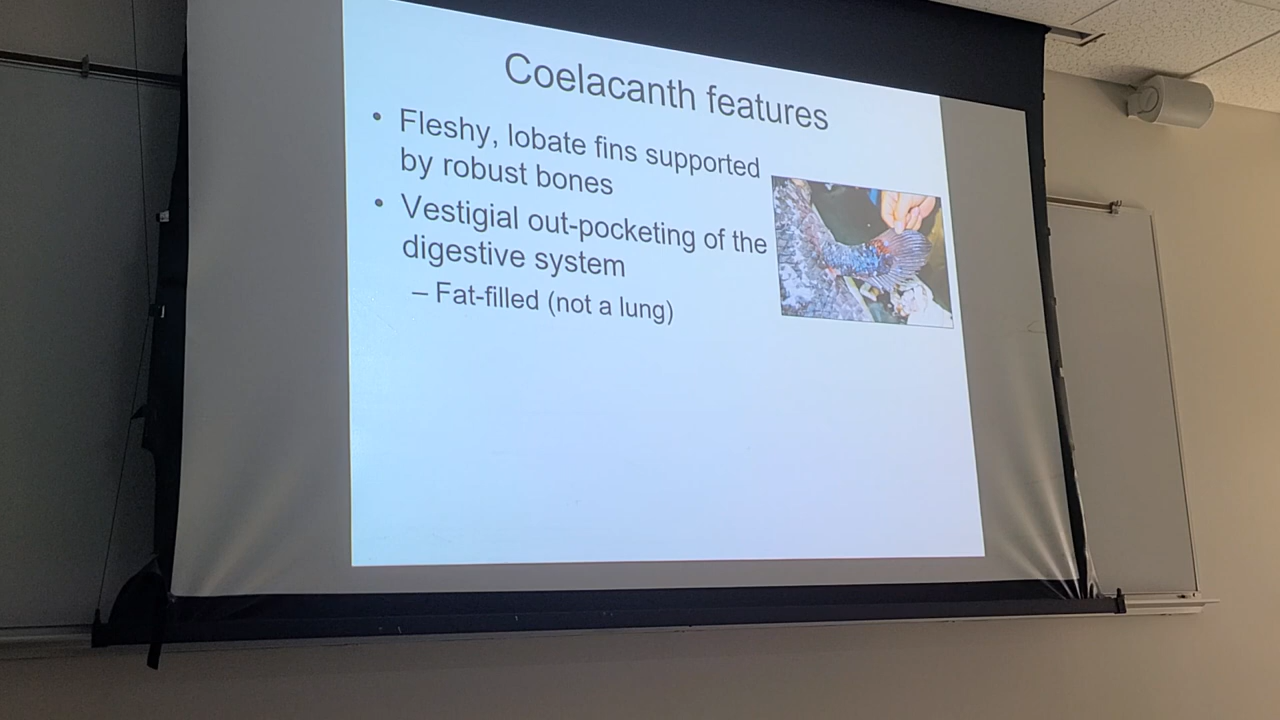 Coelacanth features
• Fleshy, lobate fins supported
by robust bones
• Vestigial out-pocketing of the
digestive system
– Fat-filled (not a lung)